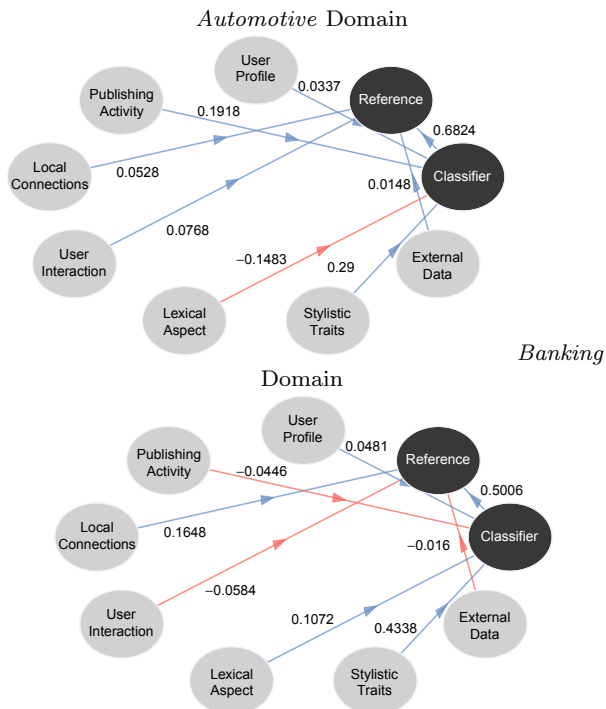 Automotive Domain
User
Profile
0.0337
Publishing
Activity
0.1918
Reference
0.6824
Local
Connections
0.0528
Classifier
0.0148
User
Interaction
0.0768
−0.1483
External
Data
0.29
Lexical
Aspect
Stylistic
Traits
Banking
Domain
User
Profile
0.0481
Publishing
Activity
−0.0446
Reference
0.5006
Local
Connections
0.1648
Classifier
−0.016
User
Interaction
−0.0584
External
Data
0.1072
0.4338
Lexical
Aspect
Stylistic
Traits